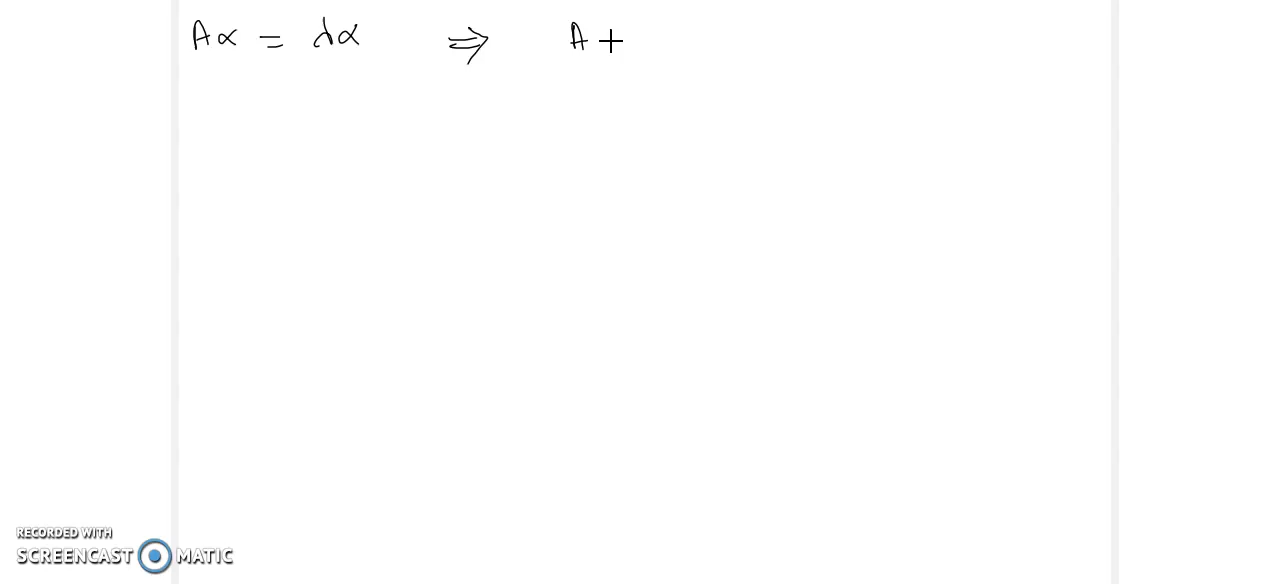 Aα = λα ⇒ A +
RECORDED WITH
SCREENCAST MATIC